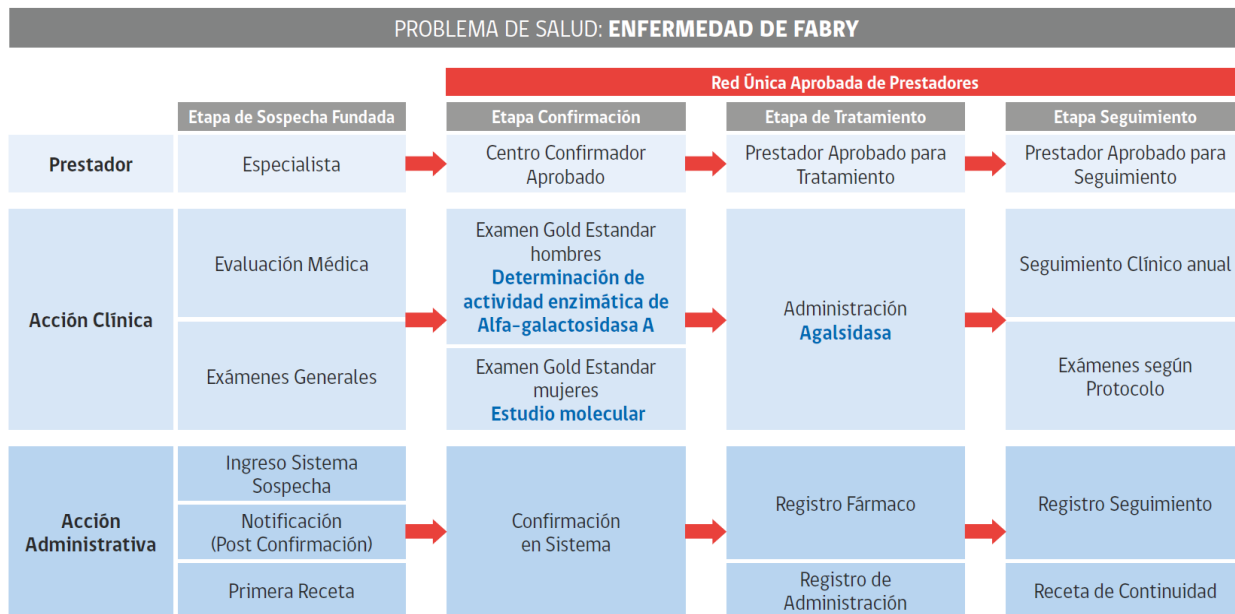 PROBLEMA DE SALUD: ENFERMEDAD DE FABRY
Red Única Aprobada de Prestadores
Etapa de Sospecha Fundada
Etapa Confirmación
Etapa de Tratamiento
Etapa Seguimiento
Prestador
Especialista
Centro Confirmador
Aprobado
Prestador Aprobado para
Tratamiento
Prestador Aprobado para
Seguimiento
Acción Clínica
Evaluación Médica
Exámenes Generales
Examen Gold Estandar
hombres
Determinación de
actividad enzimática de
Alfa-galactosidasa A
Examen Gold Estandar
mujeres
Estudio molecular
Administración
Agalsidasa
Seguimiento Clínico anual
Exámenes según
Protocolo
Acción
Administrativa
Ingreso Sistema
Sospecha
Notificación
(Post Confirmación)
Primera Receta
Confirmación
en Sistema
Registro Fármaco
Registro de
Administración
Registro Seguimiento
Receta de Continuidad